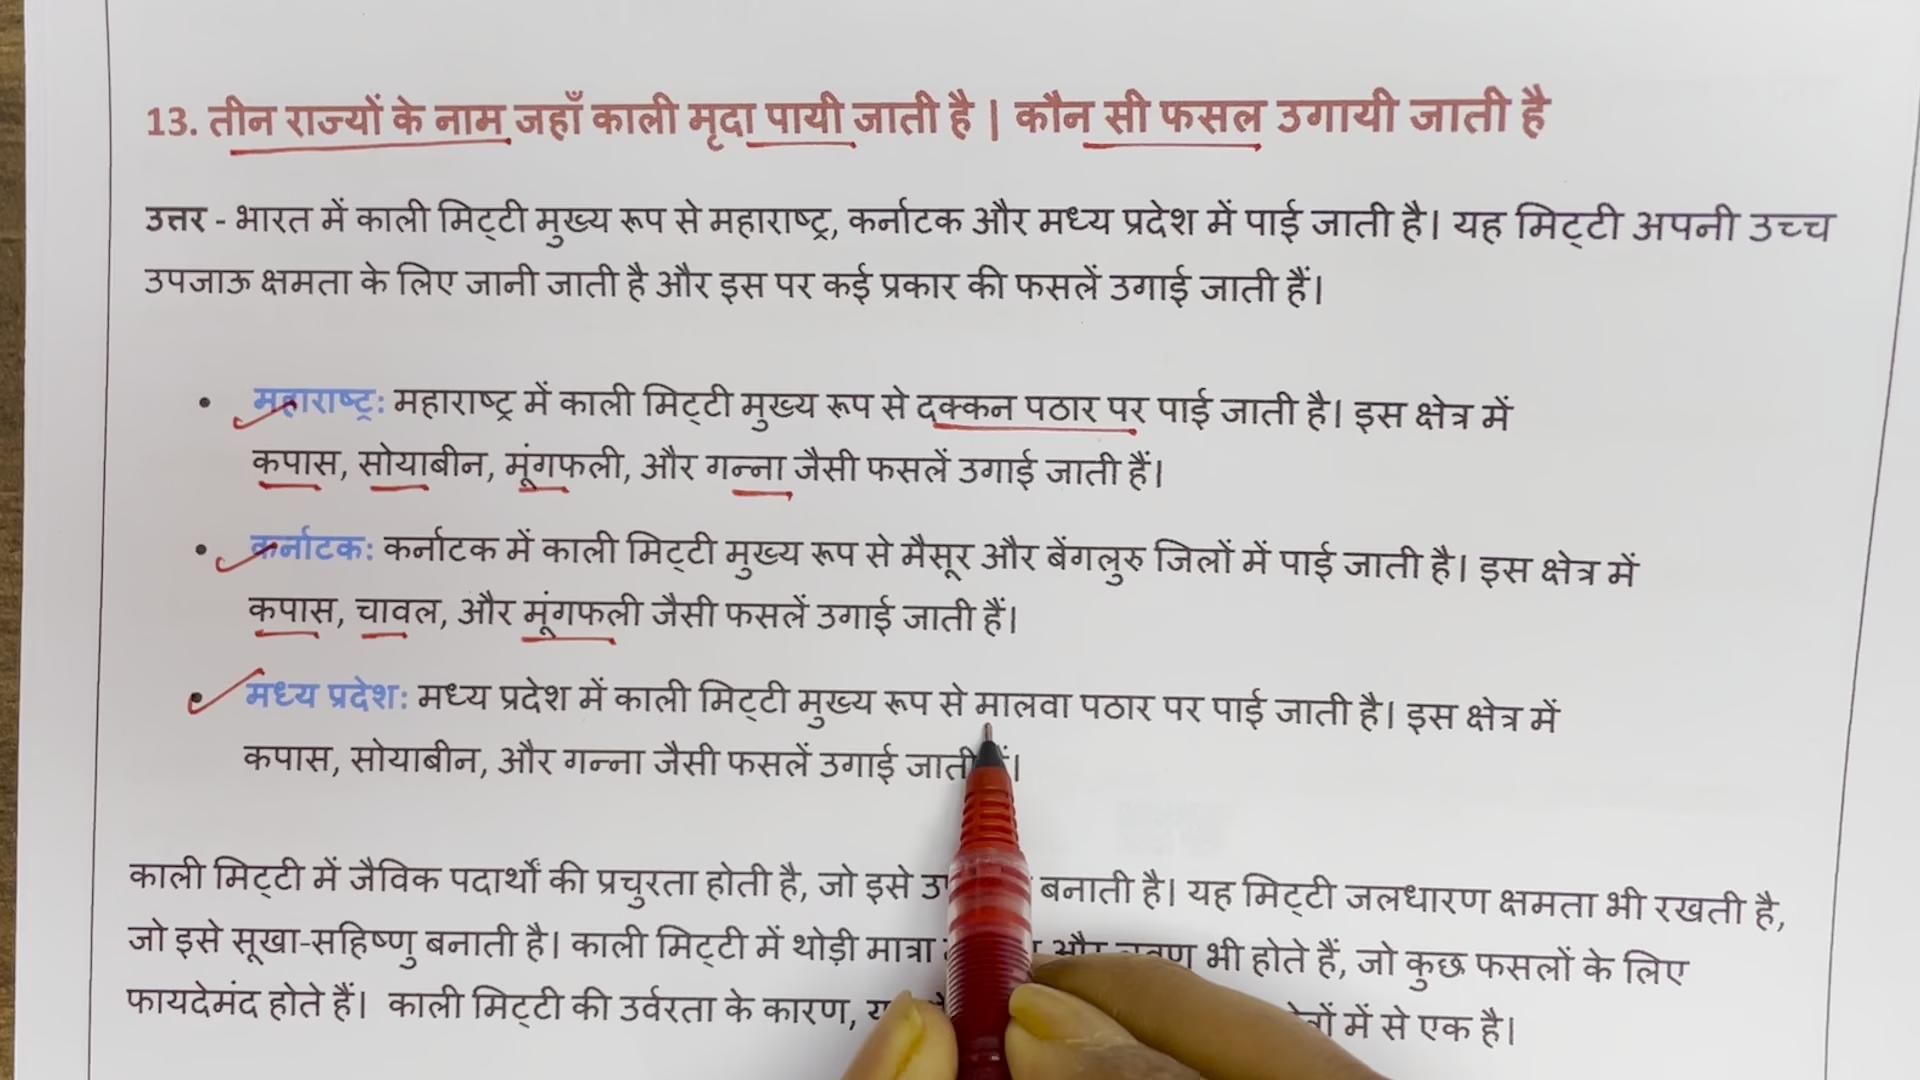 13. तीन राज्यों के नाम जहाँ काली मृदा पायी जाती है | कौन सी फसल उगायी जाती है
उत्तर - भारत में काली मिट्टी मुख्य रूप से महाराष्ट्र, कर्नाटक और मध्य प्रदेश में पाई जाती है। यह मिट्टी अपनी उच्च
उपजाऊ क्षमता के लिए जानी जाती है और इस पर कई प्रकार की फसलें उगाई जाती हैं।
• महाराष्ट्र: महाराष्ट्र में काली मिट्टी मुख्य रूप से दक्कन पठार पर पाई जाती है। इस क्षेत्र में
कपास, सोयाबीन, मूंगफली, और गन्ना जैसी फसलें उगाई जाती हैं।
• कर्नाटक: कर्नाटक में काली मिट्टी मुख्य रूप से मैसूर और बेंगलुरु जिलों में पाई जाती है। इस क्षेत्र में
कपास, चावल, और मूंगफली जैसी फसलें उगाई जाती हैं।
• मध्य प्रदेश: मध्य प्रदेश में काली मिट्टी मुख्य रूप से मालवा पठार पर पाई जाती है। इस क्षेत्र में
कपास, सोयाबीन, और गन्ना जैसी फसलें उगाई जाती
काली मिट्टी में जैविक पदार्थों की प्रचुरता होती है, जो इसे बनाती है। यह मिट्टी जलधारण क्षमता भी रखती है,
जो इसे सूखा-सहिष्णु बनाती है। काली मिट्टी में थोड़ी मात्रा और भी होते हैं, जो कुछ फसलों के लिए
फायदेमंद होते हैं। काली मिट्टी की उर्वरता के कारण, में से एक है।